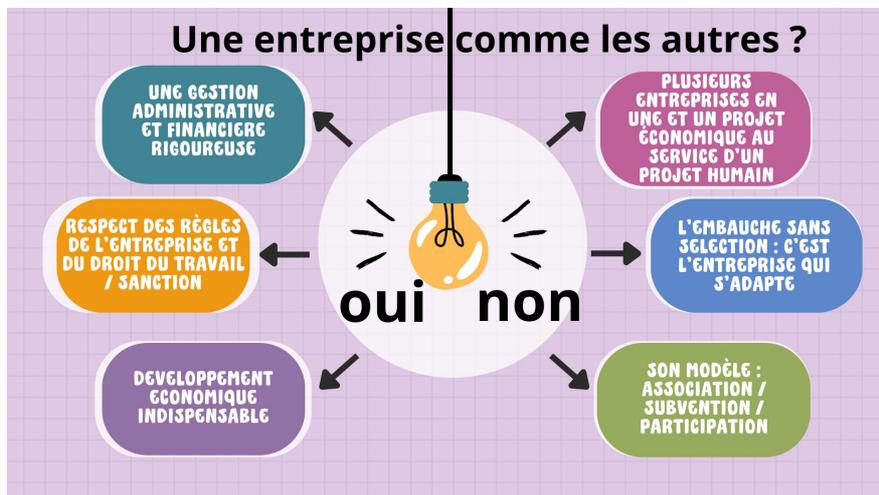 Une entreprise comme les autres ?
UNE GESTION
ADMINISTRATIVE
ET FINANCIERE
RIGOUREUSE
RESPECT DES RÈGLES
DE L'ENTREPRISE ET
DU DROIT DU TRAVAIL
/ SANCTION
DEVELOPPEMENT
ECONOMIQUE
INDISPENSABLE
oui non
PLUSIEURS
ENTREPRISES EN
UNE ET UN PROJET
ÉCONOMIQUE AU
SERVICE D'UN
PROJET HUMAIN
L'EMBAUCHE SANS
SELECTION : C'EST
L'ENTREPRISE QUI
S'ADAPTE
SON MODÈLE :
ASSOCIATION /
SUBVENTION /
PARTICIPATION